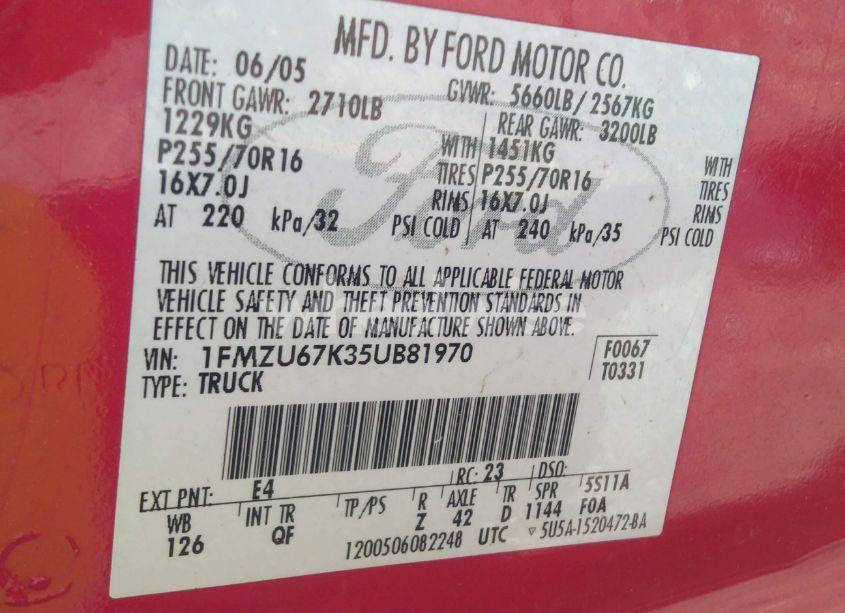 MFD. BY FORD MOTOR CO.
DATE: 06/05 GVWR: 5660LB/2567KG
FRONT GAWR: 2710LB REAR GAWR: 3200LB
1229KG WITH 1451KG WITH
P255/70R16 TIRES P255/70R16 TIRES
16X7.0J RIMS 16X7.0J RIMS
AT 220 kPa/32 PSI COLD AT 240 kPa/35 PSI COLD
Ford
THIS VEHICLE CONFORMS TO ALL APPLICABLE FEDERAL MOTOR
VEHICLE SAFETY AND THEFT PREVENTION STANDARDS IN
EFFECT ON THE DATE OF MANUFACTURE SHOWN ABOVE.
VIN: 1FMZU67K35UB81970 F0067
TYPE: TRUCK T0331
EXT PNT: E4 RC: 23 DSO:
WB INT TR TP/PS R AXLE TR SPR 5S11A
126 QF Z 42 D 1144 F0A
1200506082248 UTC ▽ 5U5A-1520472-BA